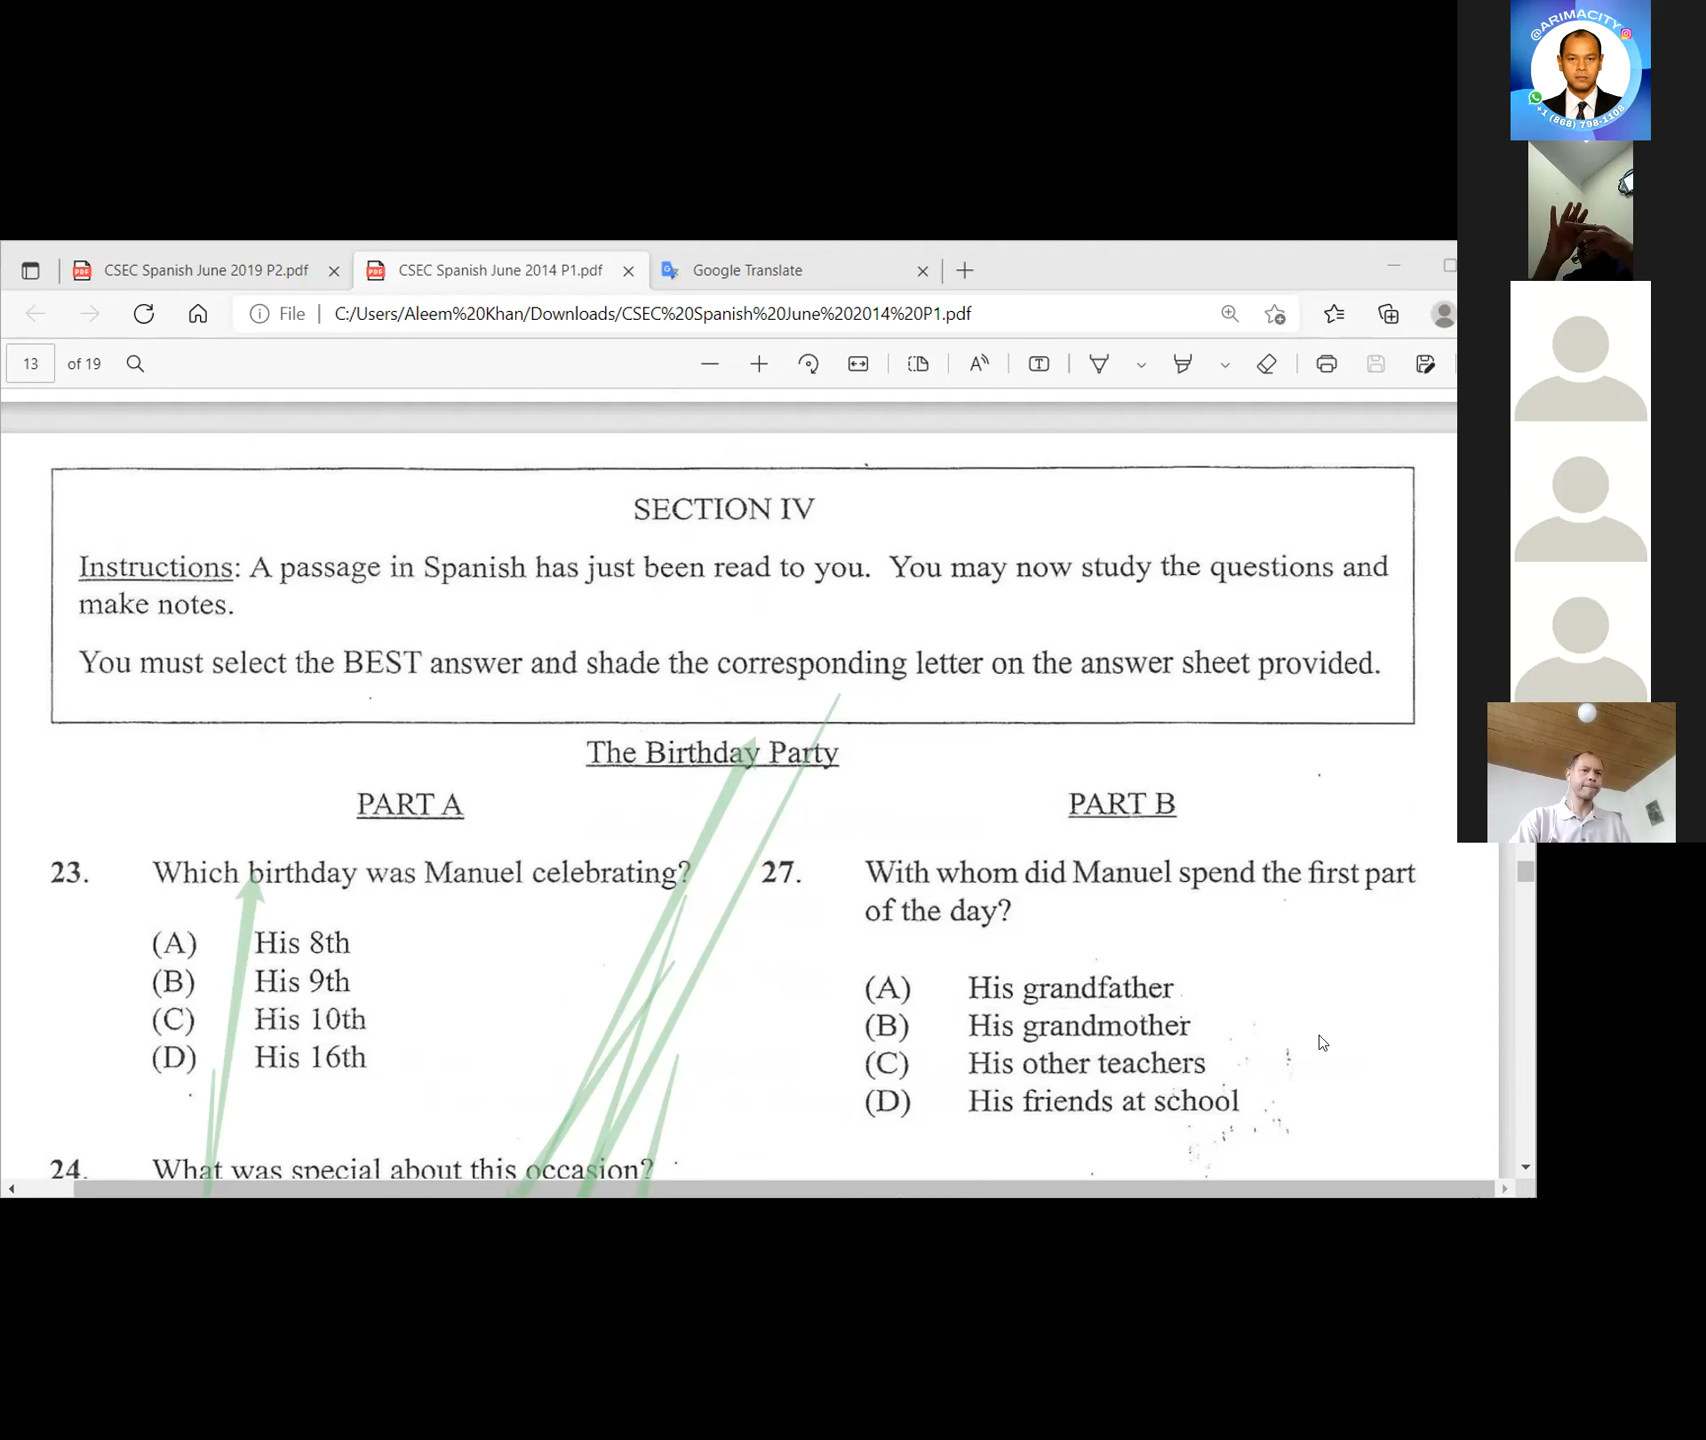 @ARIMACITY
+1 (868) 798-1108
CSEC Spanish June 2019 P2.pdf
CSEC Spanish June 2014 P1.pdf
Google Translate
File
C:/Users/Aleem%20Khan/Downloads/CSEC%20Spanish%20June%202014%20P1.pdf
13 of 19
SECTION IV
Instructions: A passage in Spanish has just been read to you. You may now study the questions and
make notes.
You must select the BEST answer and shade the corresponding letter on the answer sheet provided.
The Birthday Party
PART A
23. Which birthday was Manuel celebrating?
(A) His 8th
(B) His 9th
(C) His 10th
(D) His 16th
24. What was special about this occasion?
PART B
27. With whom did Manuel spend the first part
of the day?
(A) His grandfather
(B) His grandmother
(C) His other teachers
(D) His friends at school